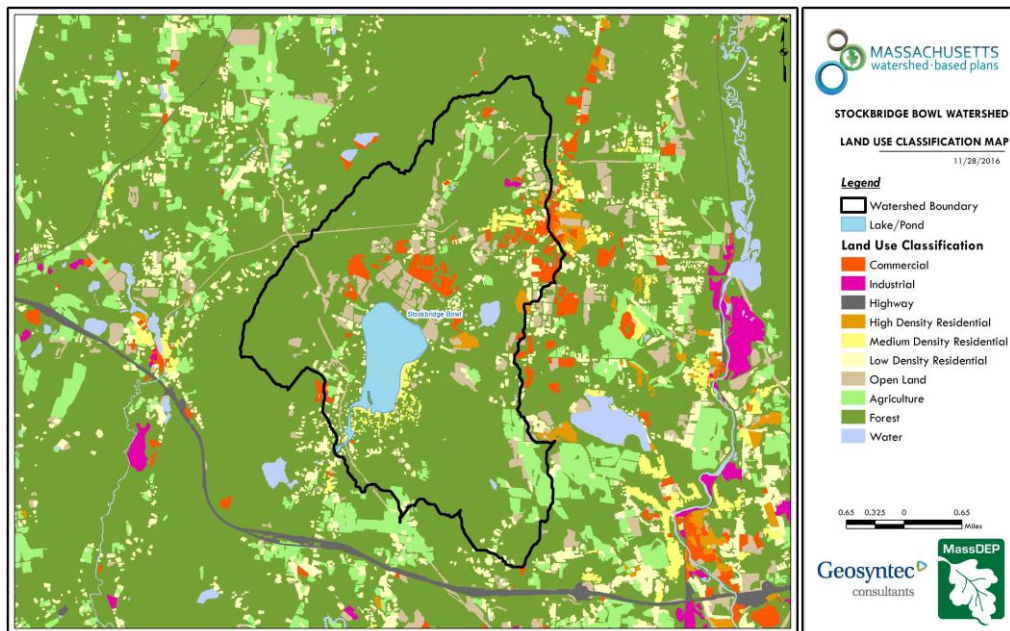 Stockbridge Bowl
MASSACHUSETTS
watershed·based plans
STOCKBRIDGE BOWL WATERSHED
LAND USE CLASSIFICATION MAP
11/28/2016
Legend
Watershed Boundary
Lake/Pond
Land Use Classification
Commercial
Industrial
Highway
High Density Residential
Medium Density Residential
Low Density Residential
Open Land
Agriculture
Forest
Water
0.65 0.325 0 0.65
Miles
Geosyntec
consultants
MassDEP